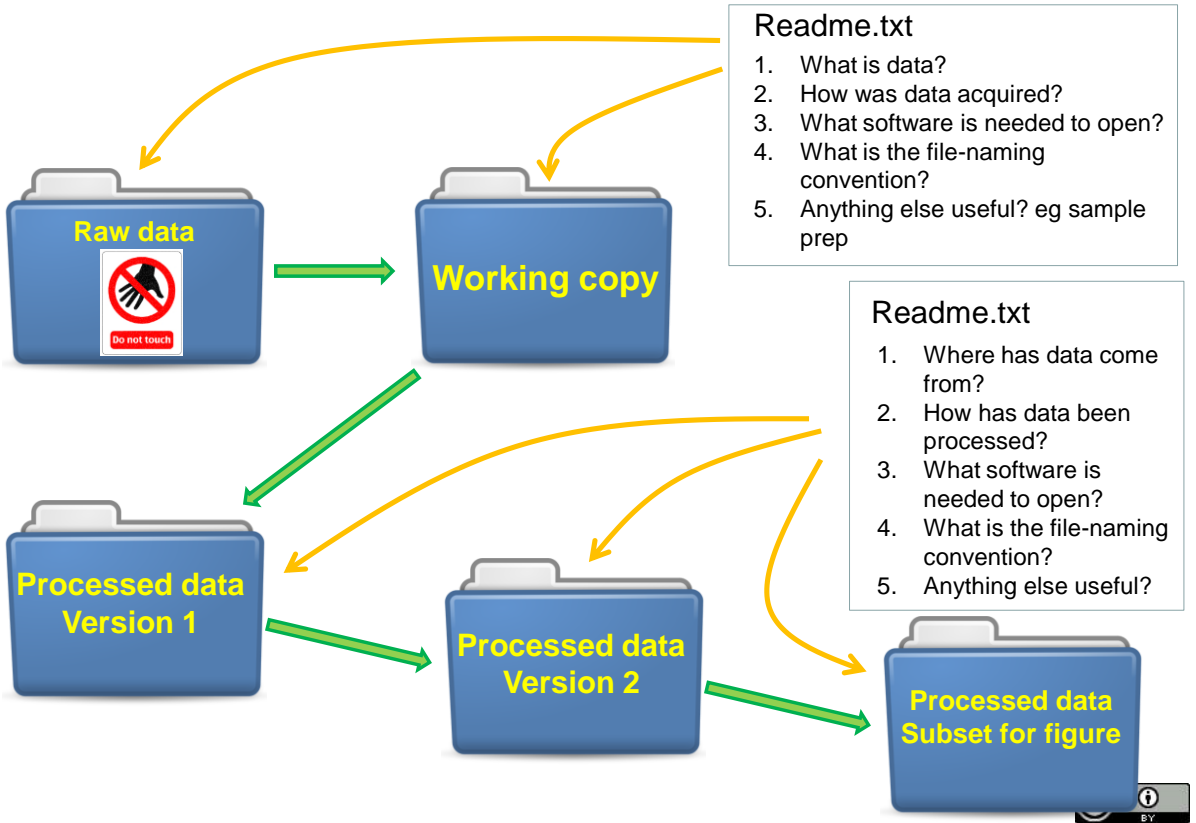 Readme.txt
1. What is data?
2. How was data acquired?
3. What software is needed to open?
4. What is the file-naming
convention?
5. Anything else useful? eg sample
prep
Raw data
Do not touch
Working copy
Readme.txt
1. Where has data come
from?
2. How has data been
processed?
3. What software is
needed to open?
4. What is the file-naming
convention?
5. Anything else useful?
Processed data
Version 1
Processed data
Version 2
Processed data
Subset for figure
BY